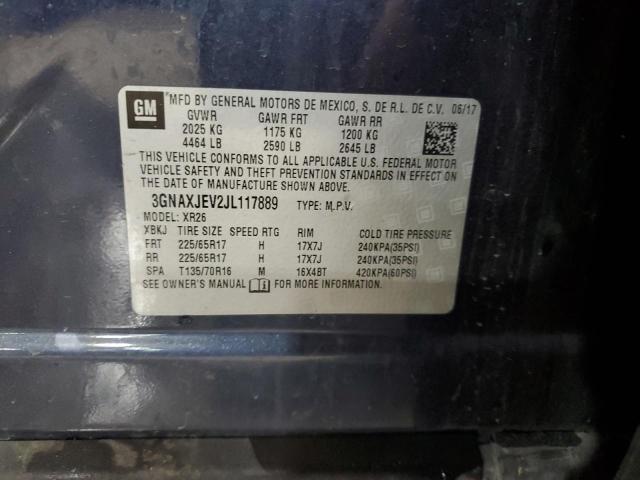 GM
*MFD BY GENERAL MOTORS DE MEXICO, S. DE R.L. DE C.V. 06/17
GVWR GAWR FRT GAWR RR
2025 KG 1175 KG 1200 KG
4464 LB 2590 LB 2645 LB
THIS VEHICLE CONFORMS TO ALL APPLICABLE U.S. FEDERAL MOTOR
VEHICLE SAFETY AND THEFT PREVENTION STANDARDS IN EFFECT ON THE
DATE OF MANUFACTURE SHOWN ABOVE.
3GNAXJEV2JL117889 TYPE: M.P.V.
MODEL: XR26
XBKJ TIRE SIZE SPEED RTG RIM COLD TIRE PRESSURE
FRT 225/65R17 H 17X7J 240KPA(35PSI)
RR 225/65R17 H 17X7J 240KPA(35PSI)
SPA T135/70R16 M 16X4BT 420KPA(60PSI)
SEE OWNER'S MANUAL FOR MORE INFORMATION.